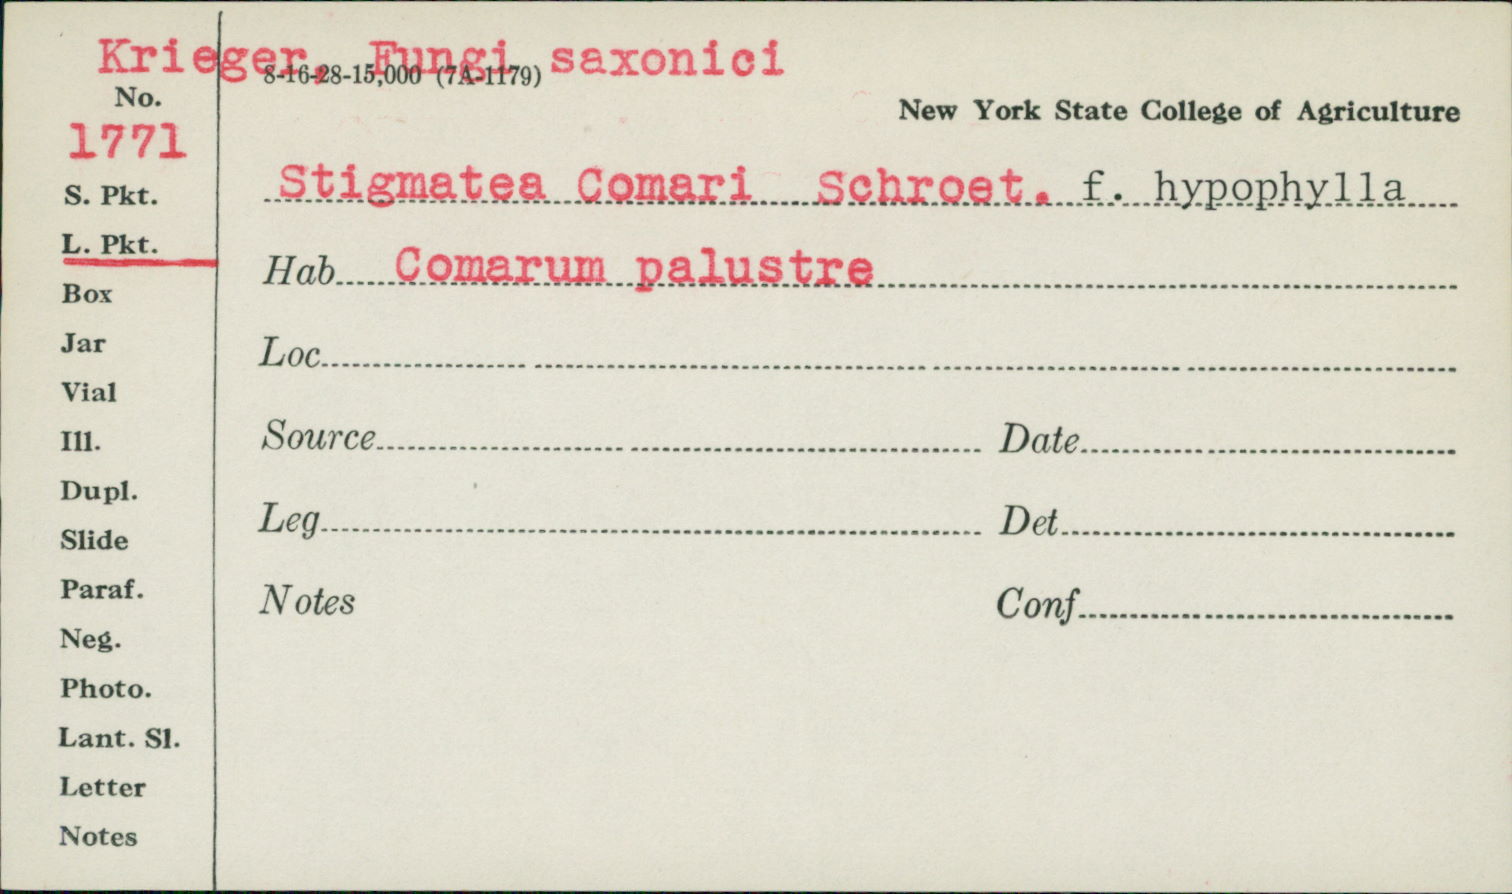 Krieger, Fungi saxonici
8-16-28-15,000 (7A-1179)
No.
1771
New York State College of Agriculture
S. Pkt.
Stigmatea Comari Schroet. f. hypophylla
L. Pkt.
Hab Comarum palustre
Box
Jar
Loc
Vial
Ill.
Source Date
Dupl.
Slide
Leg Det
Paraf.
Notes Conf
Neg.
Photo.
Lant. Sl.
Letter
Notes